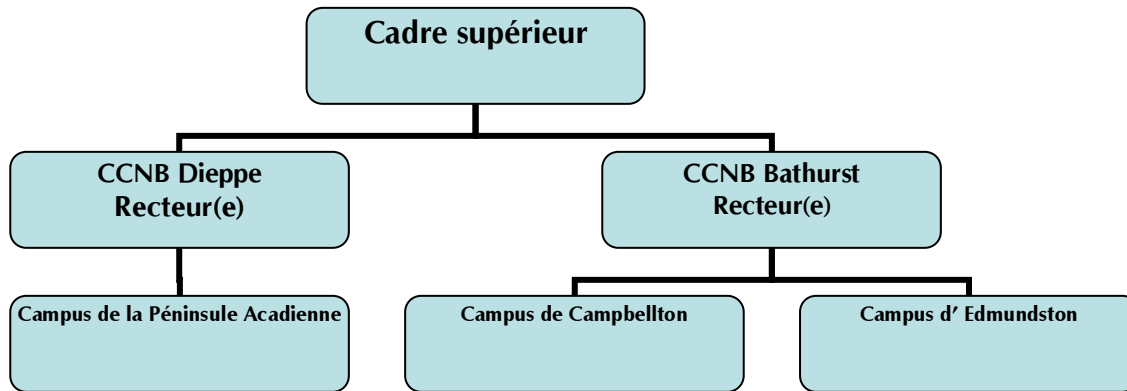 Cadre supérieur
CCNB Dieppe
Recteur(e)
CCNB Bathurst
Recteur(e)
Campus de la Péninsule Acadienne
Campus de Campbellton
Campus d’ Edmundston